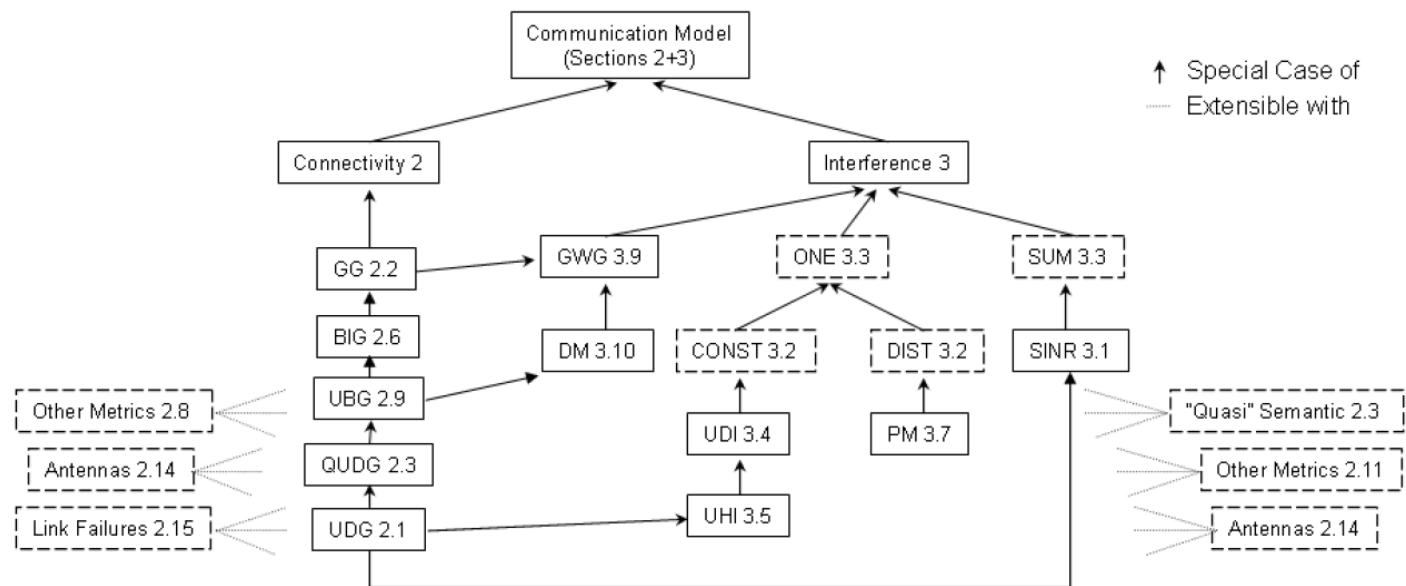 Communication Model
(Sections 2+3)
Special Case of
Extensible with
Connectivity 2
Interference 3
GG 2.2
GWG 3.9
ONE 3.3
SUM 3.3
BIG 2.6
DM 3.10
CONST 3.2
DIST 3.2
SINR 3.1
Other Metrics 2.8
UBG 2.9
"Quasi" Semantic 2.3
UDI 3.4
PM 3.7
Antennas 2.14
QUDG 2.3
Other Metrics 2.11
Link Failures 2.15
UDG 2.1
UHI 3.5
Antennas 2.14